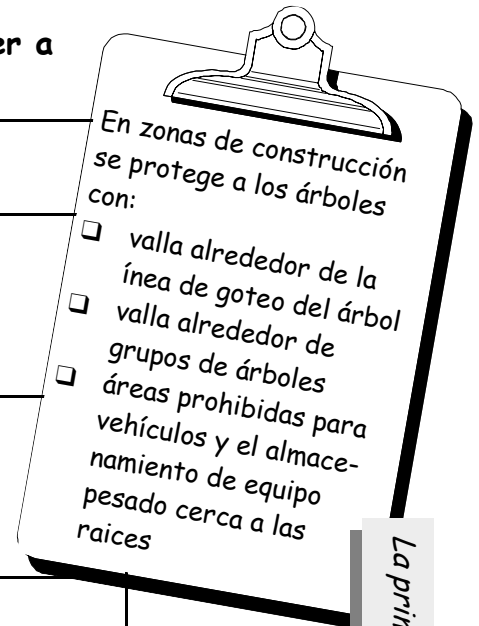 er a
En zonas de construcción
se protege a los árboles
con:
❑ valla alrededor de la
ínea de goteo del árbol
❑ valla alrededor de
grupos de árboles
❑ áreas prohibidas para
vehículos y el almace-
namiento de equipo
pesado cerca a las
raices
La prin